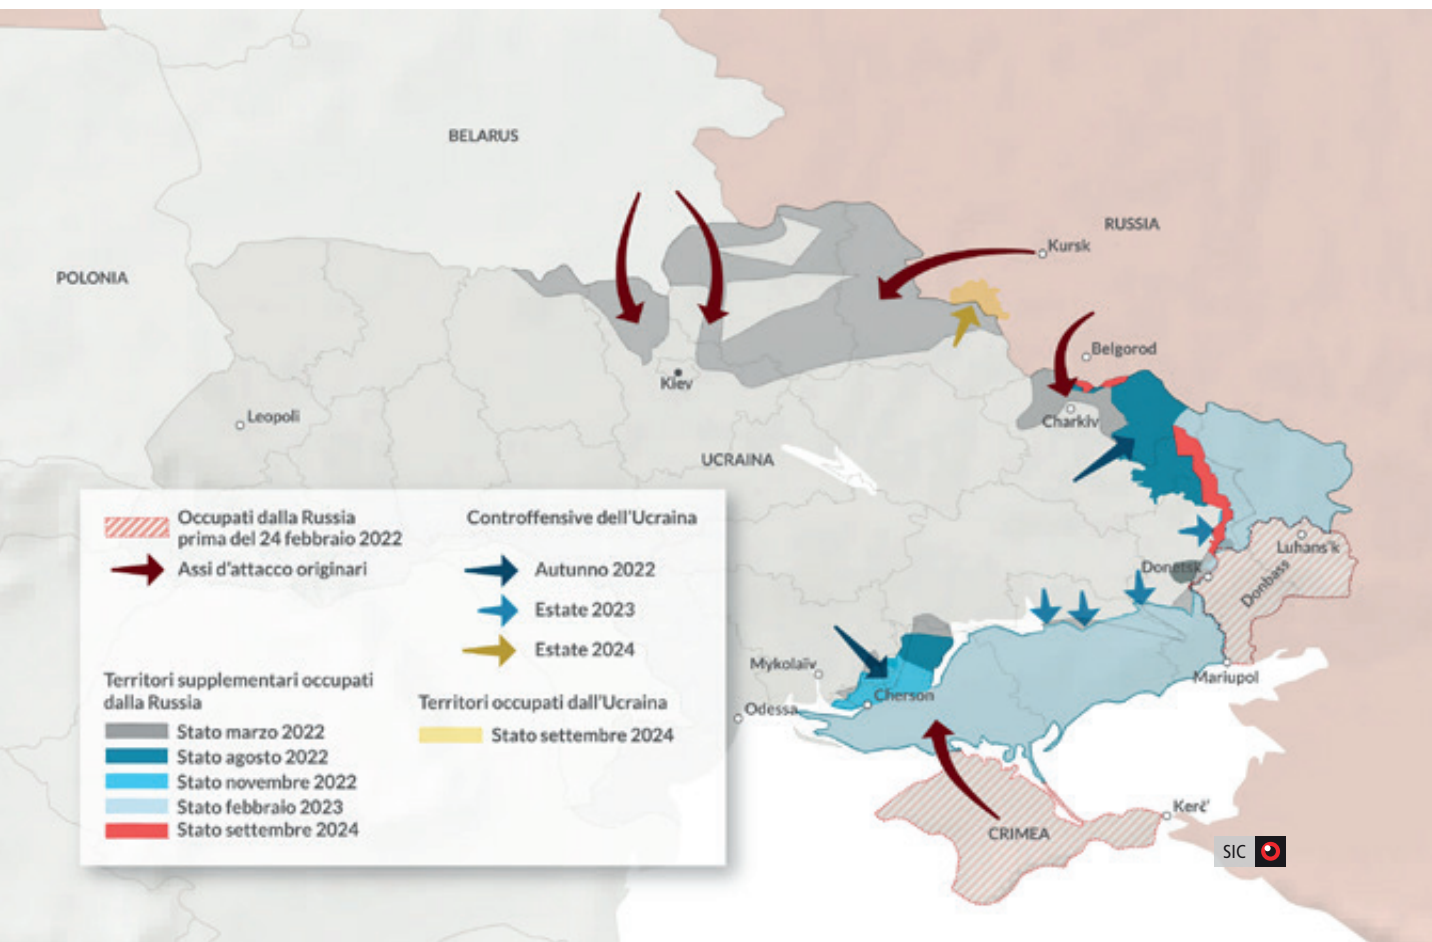 BELARUS
RUSSIA
Kursk
POLONIA
Belgorod
Kiev
Leopoli
Charkiv
UCRAINA
Luhans'k
Donetsk
Donbass
Mykolaïv
Mariupol
Cherson
Odessa
Kerč'
CRIMEA
SIC
Occupati dalla Russia
prima del 24 febbraio 2022
Assi d'attacco originari
Controffensive dell'Ucraina
Autunno 2022
Estate 2023
Estate 2024
Territori supplementari occupati
dalla Russia
Stato marzo 2022
Stato agosto 2022
Stato novembre 2022
Stato febbraio 2023
Stato settembre 2024
Territori occupati dall'Ucraina
Stato settembre 2024